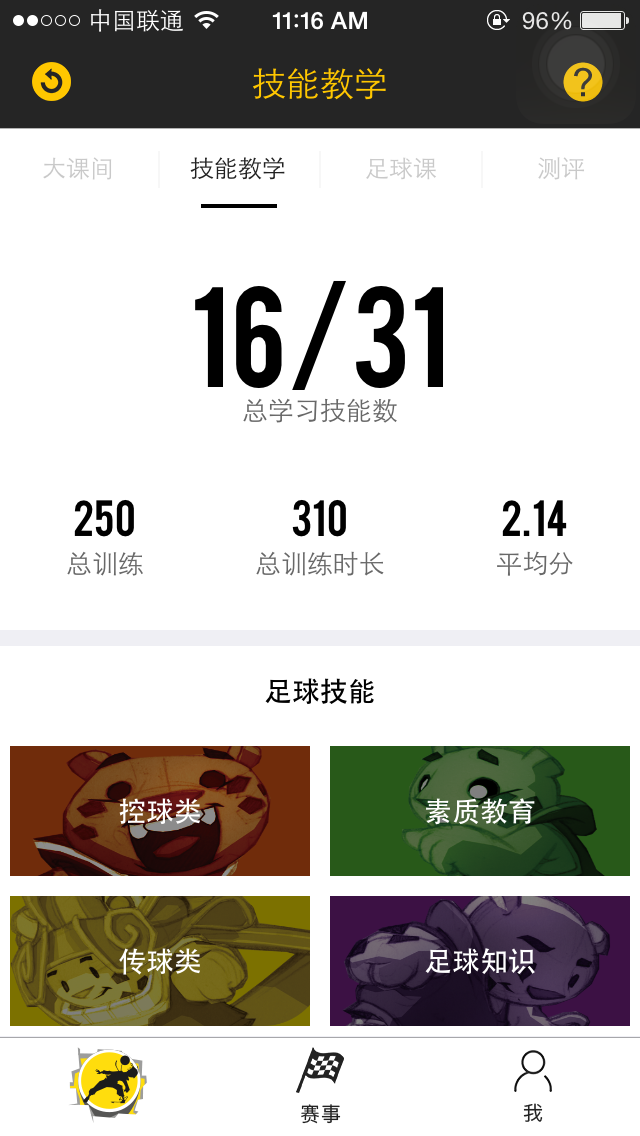 中国联通 11:16 AM 96%
技能教学 ?
大课间 技能教学 足球课 测评
16/31
总学习技能数
250 310 2.14
总训练 总训练时长 平均分
足球技能
控球类 素质教育
传球类 足球知识
赛事 我